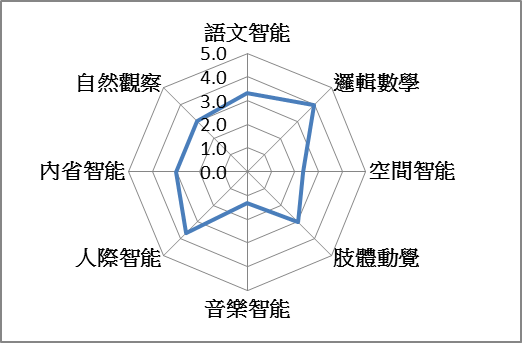 語文智能
邏輯數學
空間智能
肢體動覺
音樂智能
人際智能
內省智能
自然觀察
5.0
4.0
3.0
2.0
1.0
0.0